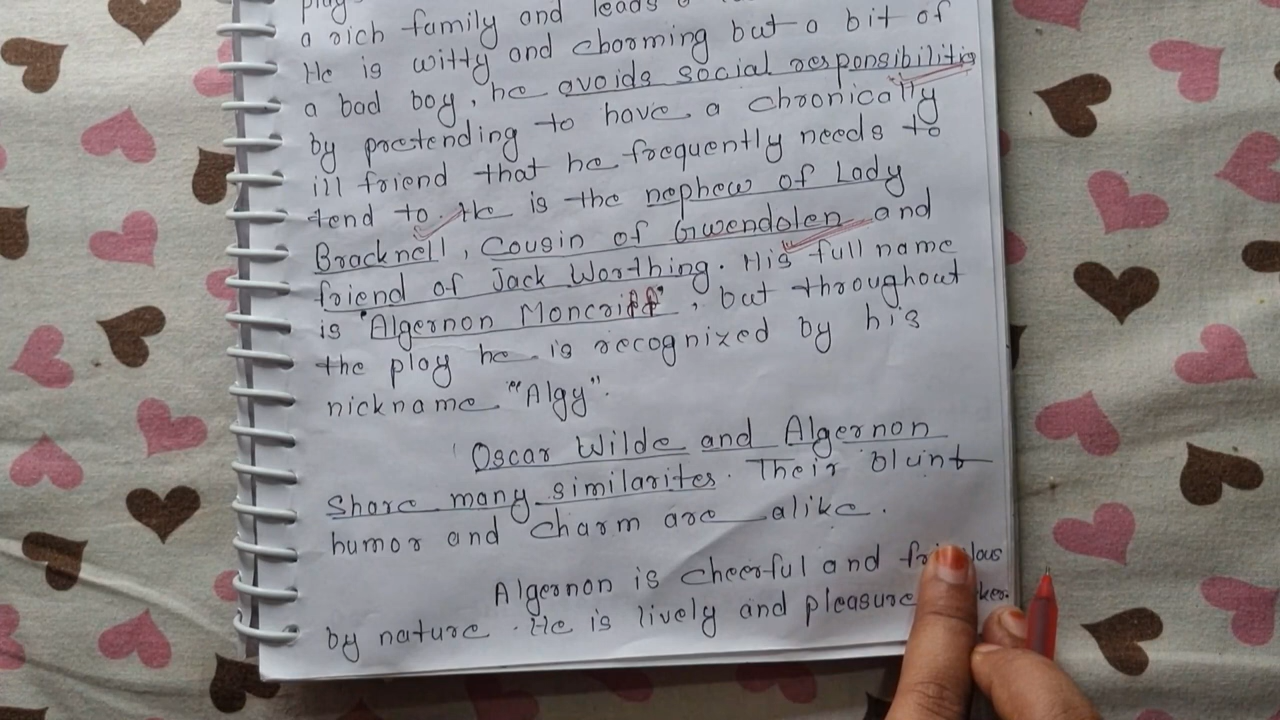 play
a rich family and leads a
He is witty and charming but a bit of
a bad boy, he avoids social responsibilitie
by pretending to have a chronically
ill friend that he frequently needs to
tend to. He is the nephew of Lady
Bracknell, Cousin of Gwendolen and
friend of Jack Worthing. His full name
is "Algernon Moncriff", but throughout
the play he is recognized by his
nickname "Algy".
Oscar Wilde and Algernon
Share many similarites. Their blunt
humor and charm are alike.
Algernon is cheerful and
by nature. He is lively and pleasure